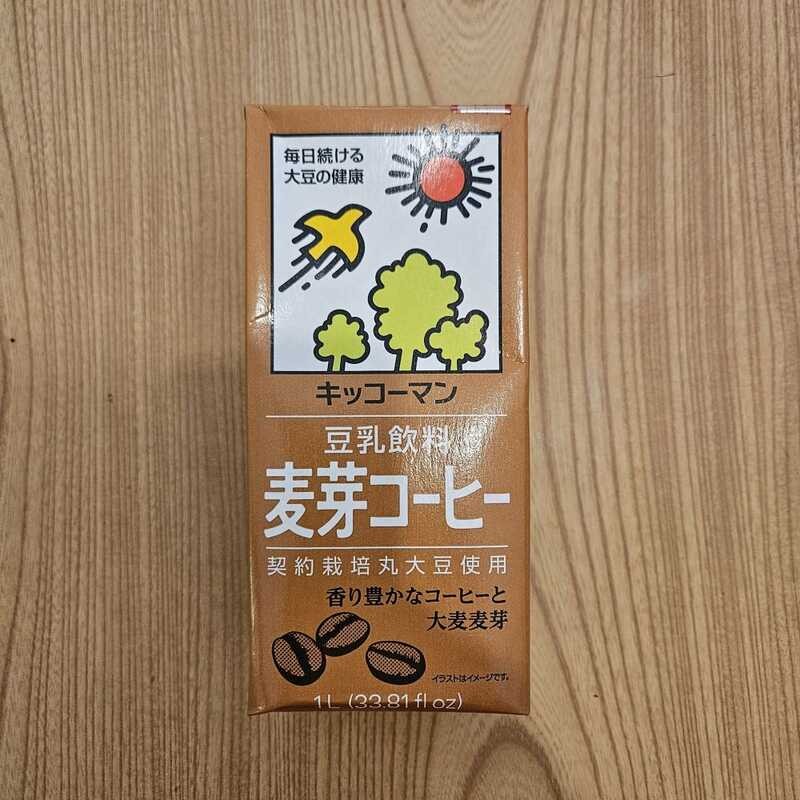 毎日続ける
大豆の健康
キッコーマン
豆乳飲料
麦芽コーヒー
契約栽培丸大豆使用
香り豊かなコーヒーと
大麦麦芽
イラストはイメージです。
1L (33.81 fl oz)